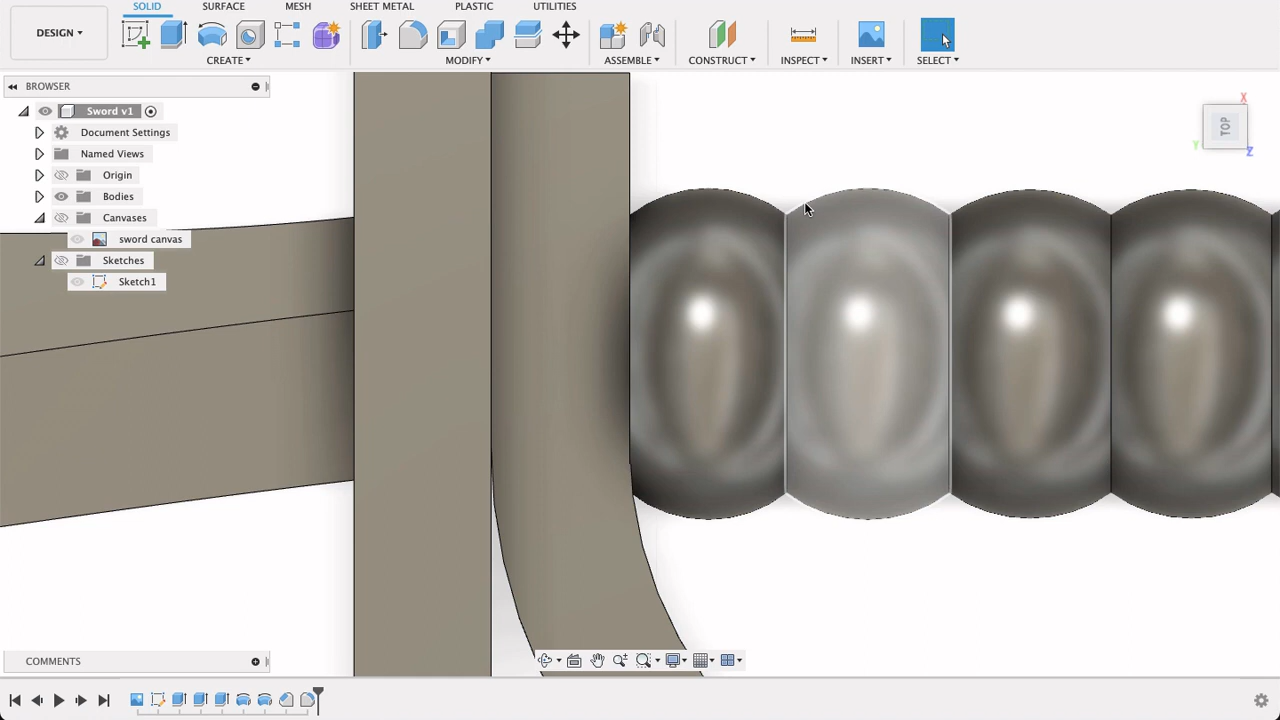 SOLID SURFACE MESH SHEET METAL PLASTIC UTILITIES
DESIGN
CREATE MODIFY ASSEMBLE CONSTRUCT INSPECT INSERT SELECT
BROWSER
Sword v1
Document Settings
Named Views
Origin
Bodies
Canvases
sword canvas
Sketches
Sketch1
X
TOP
Y
Z
COMMENTS